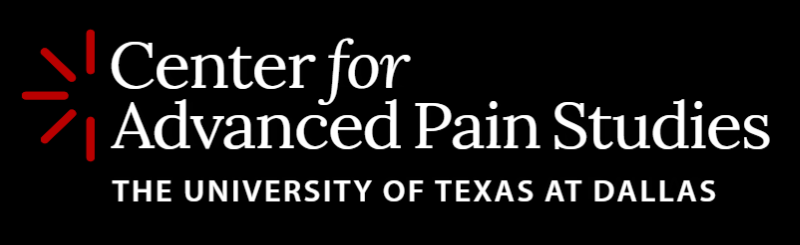 Center for
Advanced Pain Studies
THE UNIVERSITY OF TEXAS AT DALLAS